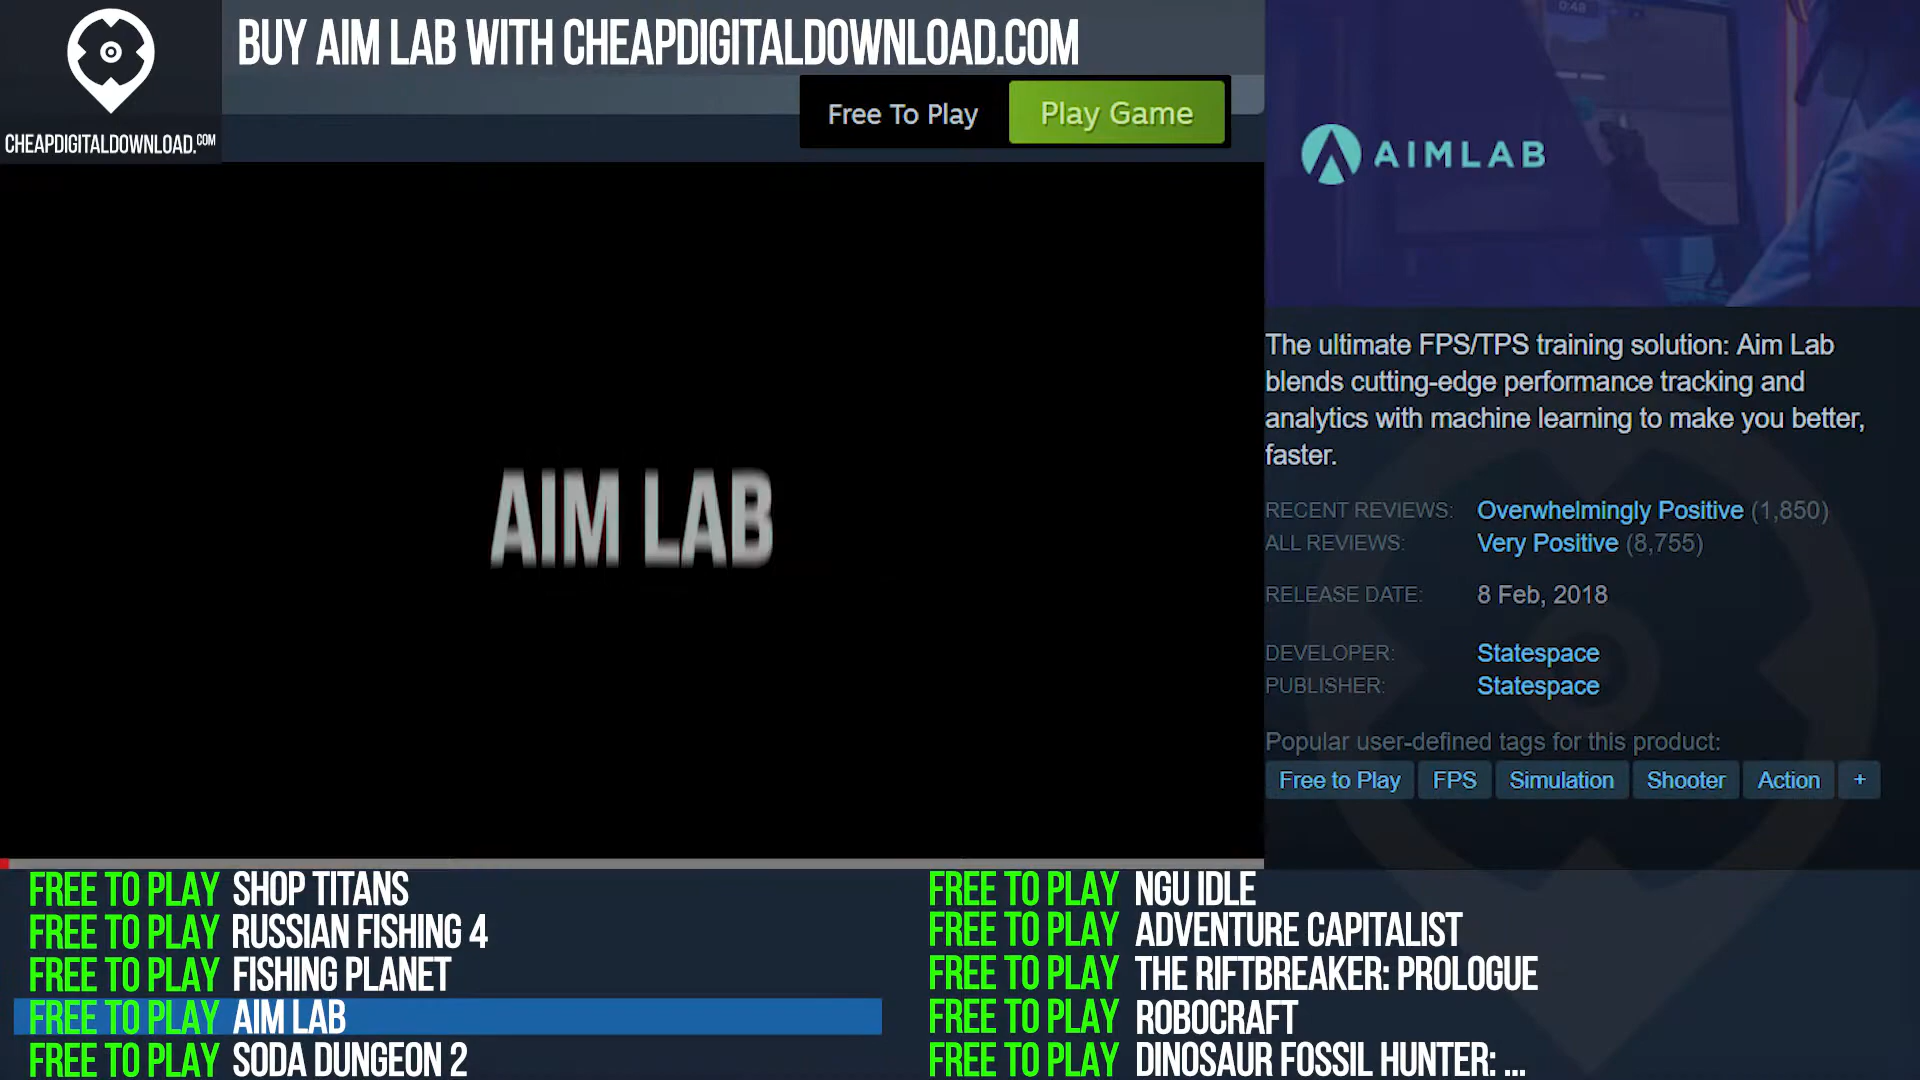 BUY AIM LAB WITH CHEAPDIGITALDOWNLOAD.COM
CHEAPDIGITALDOWNLOAD.COM
Free To Play
Play Game
0:48
AIMLAB
AIM LAB
The ultimate FPS/TPS training solution: Aim Lab
blends cutting-edge performance tracking and
analytics with machine learning to make you better,
faster.
RECENT REVIEWS: Overwhelmingly Positive (1,850)
ALL REVIEWS: Very Positive (8,755)
RELEASE DATE: 8 Feb, 2018
DEVELOPER: Statespace
PUBLISHER: Statespace
Popular user-defined tags for this product:
Free to Play FPS Simulation Shooter Action +
FREE TO PLAY SHOP TITANS
FREE TO PLAY RUSSIAN FISHING 4
FREE TO PLAY FISHING PLANET
FREE TO PLAY AIM LAB
FREE TO PLAY SODA DUNGEON 2
FREE TO PLAY NGU IDLE
FREE TO PLAY ADVENTURE CAPITALIST
FREE TO PLAY THE RIFTBREAKER: PROLOGUE
FREE TO PLAY ROBOCRAFT
FREE TO PLAY DINOSAUR FOSSIL HUNTER: ...